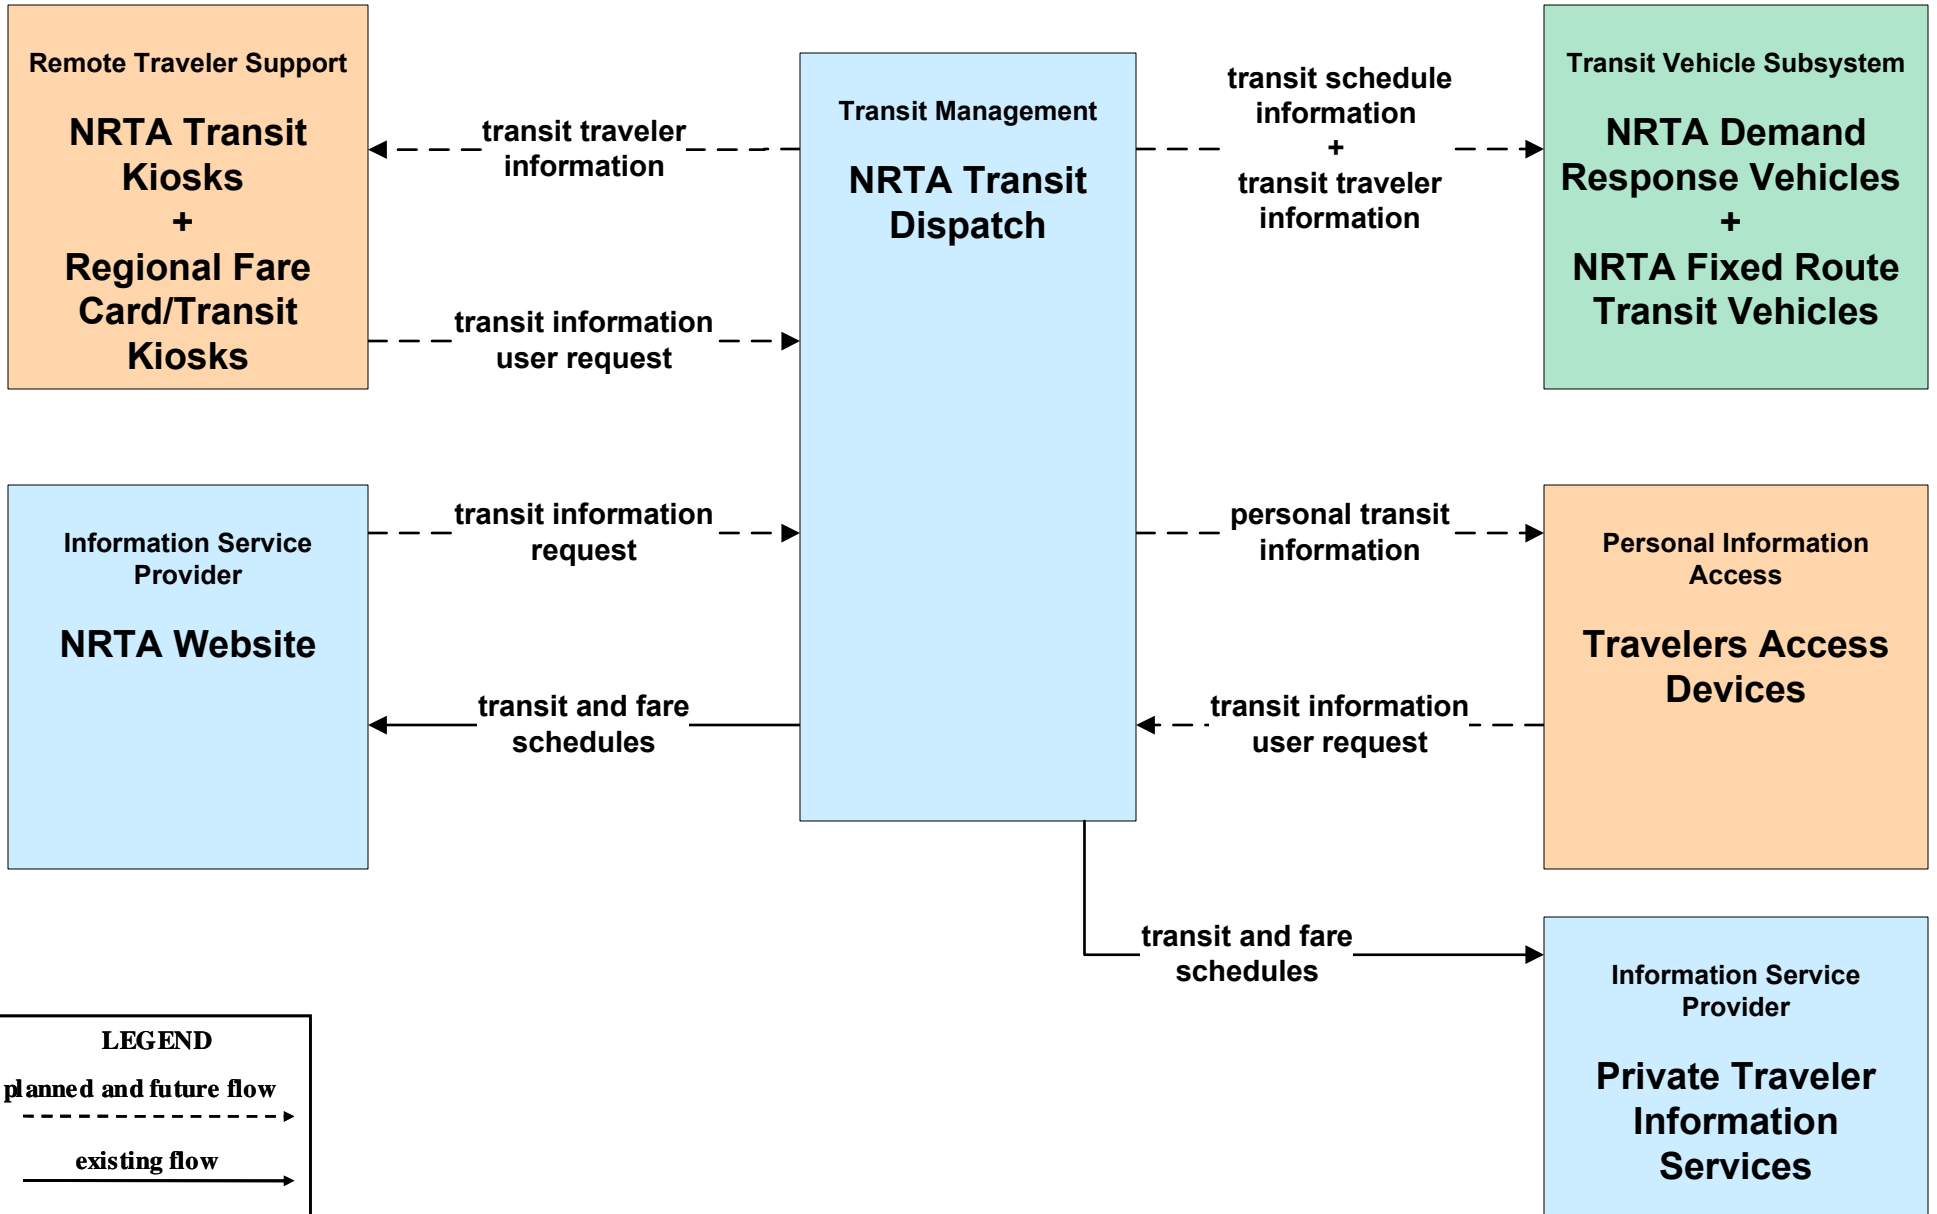 Remote Traveler Support
NRTA Transit
Kiosks
+
Regional Fare
Card/Transit
Kiosks
transit traveler
information
transit information
user request
Transit Management
NRTA Transit
Dispatch
transit schedule
information
+
transit traveler
information
Transit Vehicle Subsystem
NRTA Demand
Response Vehicles
+
NRTA Fixed Route
Transit Vehicles
Information Service
Provider
NRTA Website
transit information
request
transit and fare
schedules
personal transit
information
transit information
user request
Personal Information
Access
Travelers Access
Devices
transit and fare
schedules
Information Service
Provider
Private Traveler
Information
Services
LEGEND
planned and future flow
existing flow